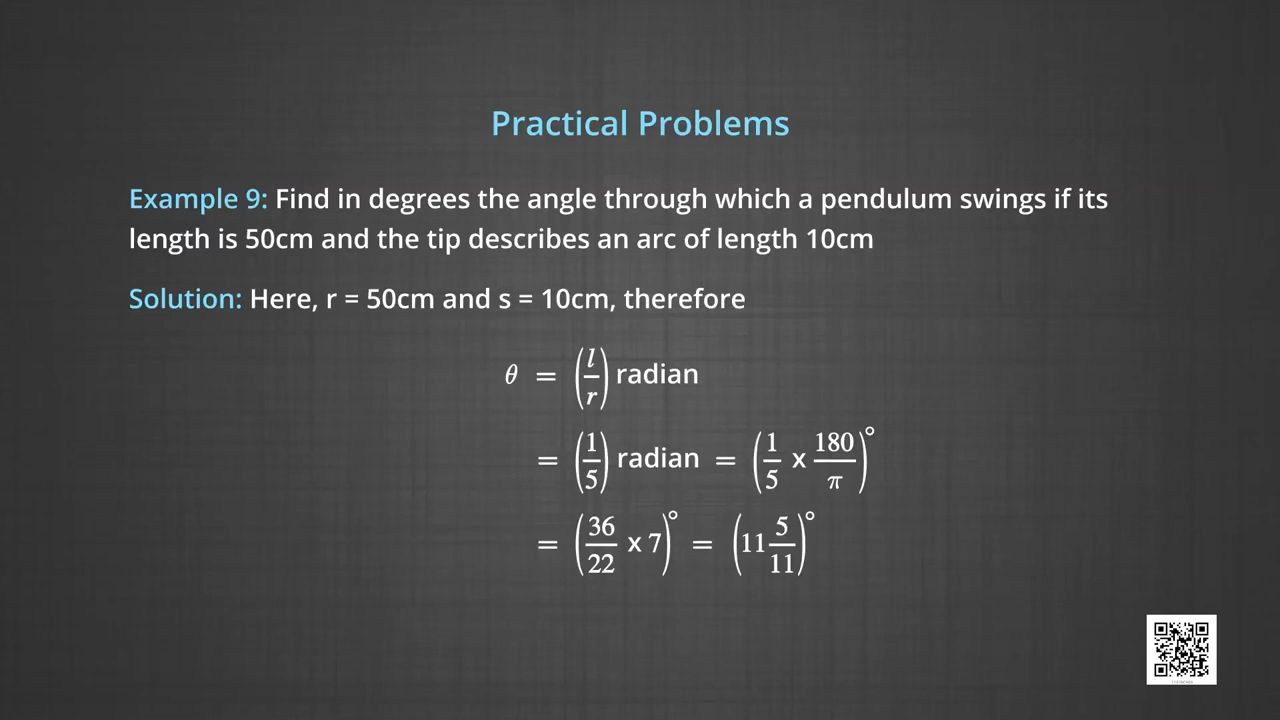 Practical Problems
Example 9: Find in degrees the angle through which a pendulum swings if its
length is 50cm and the tip describes an arc of length 10cm
Solution: Here, r = 50cm and s = 10cm, therefore
θ = (l/r) radian
= (1/5) radian = (1/5 x 180/π)°
= (36/22 x 7)° = (11 5/11)°